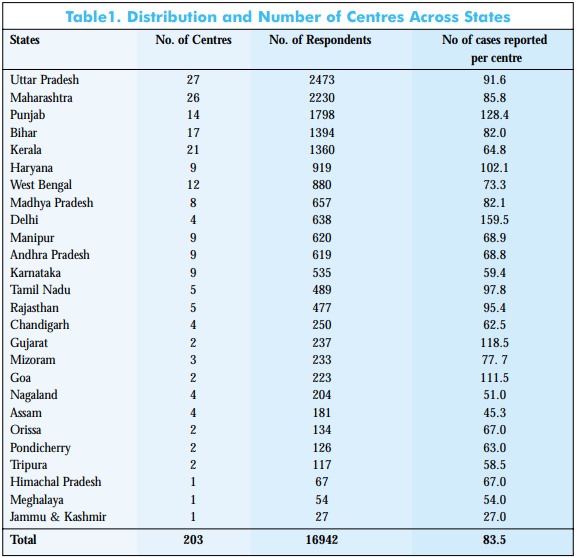 Table1. Distribution and Number of Centres Across States
States No. of Centres No. of Respondents No of cases reported
per centre
Uttar Pradesh 27 2473 91.6
Maharashtra 26 2230 85.8
Punjab 14 1798 128.4
Bihar 17 1394 82.0
Kerala 21 1360 64.8
Haryana 9 919 102.1
West Bengal 12 880 73.3
Madhya Pradesh 8 657 82.1
Delhi 4 638 159.5
Manipur 9 620 68.9
Andhra Pradesh 9 619 68.8
Karnataka 9 535 59.4
Tamil Nadu 5 489 97.8
Rajasthan 5 477 95.4
Chandigarh 4 250 62.5
Gujarat 2 237 118.5
Mizoram 3 233 77. 7
Goa 2 223 111.5
Nagaland 4 204 51.0
Assam 4 181 45.3
Orissa 2 134 67.0
Pondicherry 2 126 63.0
Tripura 2 117 58.5
Himachal Pradesh 1 67 67.0
Meghalaya 1 54 54.0
Jammu & Kashmir 1 27 27.0
Total 203 16942 83.5